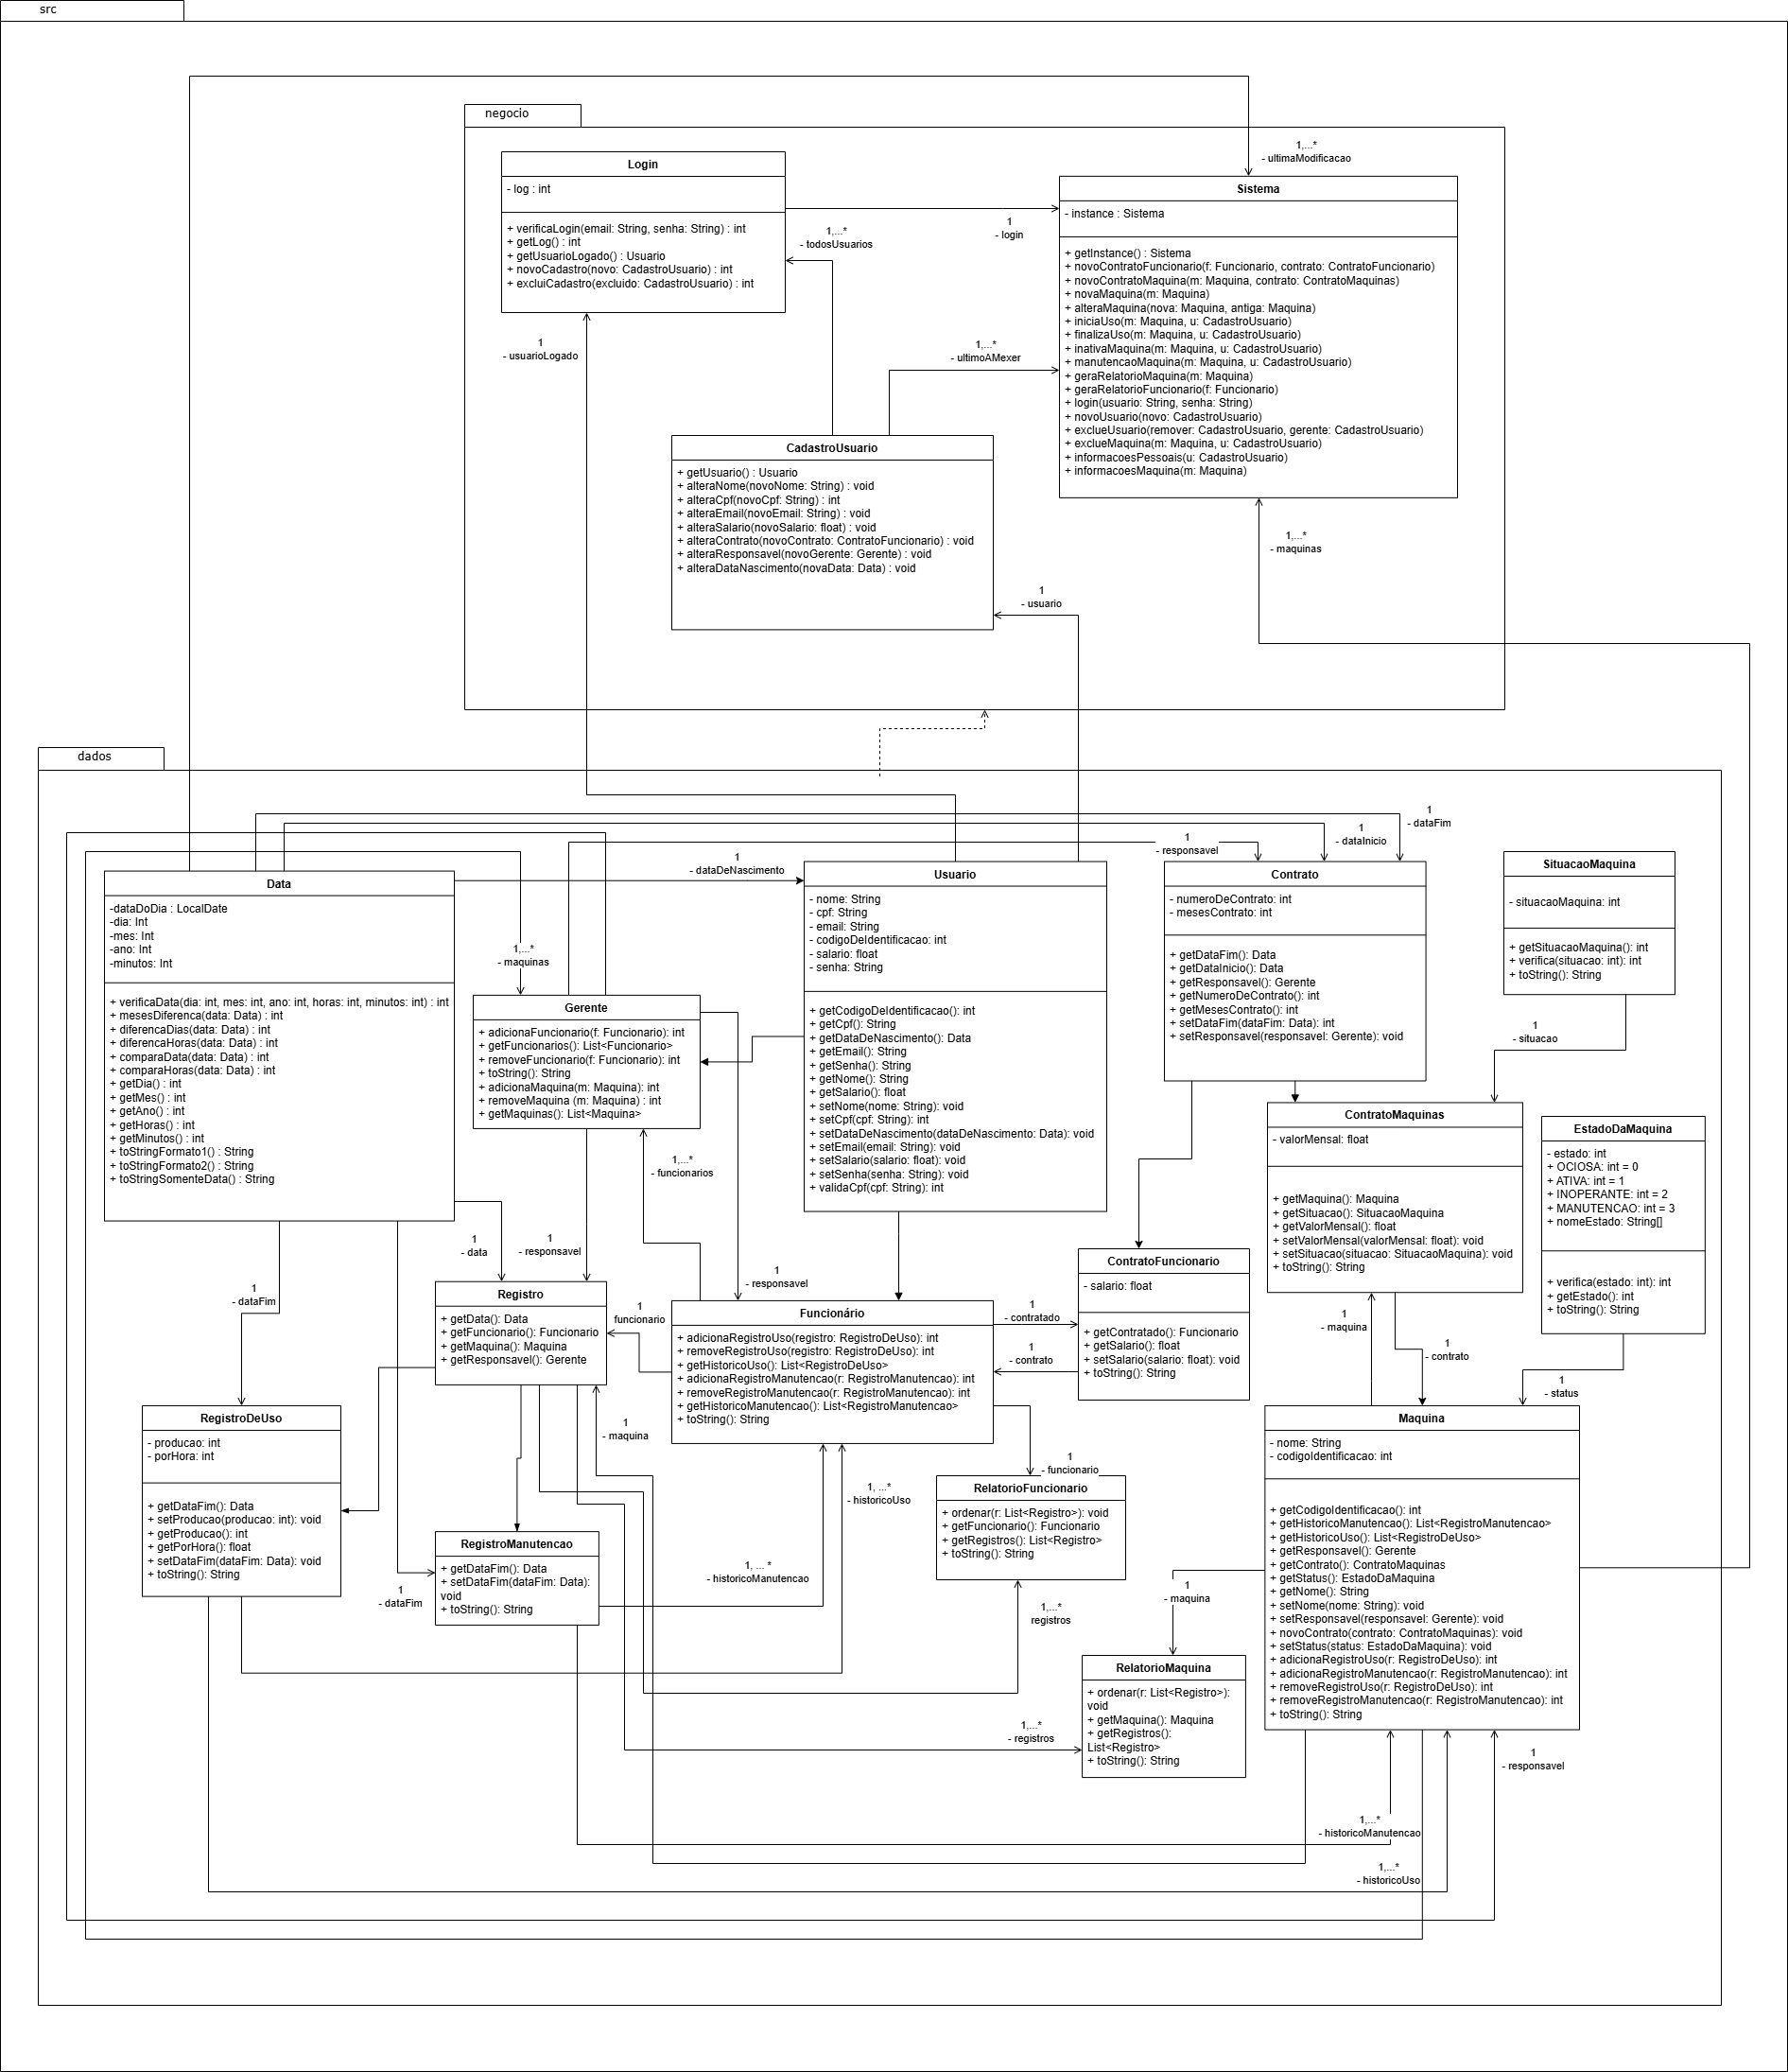 src
negocio
1,...*
- ultimaModificacao
Login
- log : int
+ verificaLogin(email: String, senha: String) : int
+ getLog() : int
+ getUsuarioLogado() : Usuario
+ novoCadastro(novo: CadastroUsuario) : int
+ excluiCadastro(excluido: CadastroUsuario) : int
Sistema
- instance : Sistema
+ getInstance() : Sistema
+ novoContratoFuncionario(f: Funcionario, contrato: ContratoFuncionario)
+ novoContratoMaquina(m: Maquina, contrato: ContratoMaquinas)
+ novaMaquina(m: Maquina)
+ alteraMaquina(nova: Maquina, antiga: Maquina)
+ iniciaUso(m: Maquina, u: CadastroUsuario)
+ finalizaUso(m: Maquina, u: CadastroUsuario)
+ inativaMaquina(m: Maquina, u: CadastroUsuario)
+ manutencaoMaquina(m: Maquina, u: CadastroUsuario)
+ geraRelatorioMaquina(m: Maquina)
+ geraRelatorioFuncionario(f: Funcionario)
+ login(usuario: String, senha: String)
+ novoUsuario(novo: CadastroUsuario)
+ exclueUsuario(remover: CadastroUsuario, gerente: CadastroUsuario)
+ exclueMaquina(m: Maquina, u: CadastroUsuario)
+ informacoesPessoais(u: CadastroUsuario)
+ informacoesMaquina(m: Maquina)
1
- login
1,...*
- todosUsuarios
1
- usuarioLogado
1,...*
- ultimoAMexer
CadastroUsuario
+ getUsuario() : Usuario
+ alteraNome(novoNome: String) : void
+ alteraCpf(novoCpf: String) : int
+ alteraEmail(novoEmail: String) : void
+ alteraSalario(novoSalario: float) : void
+ alteraContrato(novoContrato: ContratoFuncionario) : void
+ alteraResponsavel(novoGerente: Gerente) : void
+ alteraDataNascimento(novaData: Data) : void
1,...*
- maquinas
1
- usuario
dados
1
- dataFim
1
- dataInicio
1
- responsavel
1
- dataDeNascimento
Data
-dataDoDia : LocalDate
-dia: Int
-mes: Int
-ano: Int
-minutos: Int
+ verificaData(dia: int, mes: int, ano: int, horas: int, minutos: int) : int
+ mesesDiferenca(data: Data) : int
+ diferencaDias(data: Data) : int
+ diferencaHoras(data: Data) : int
+ comparaData(data: Data) : int
+ comparaHoras(data: Data) : int
+ getDia() : int
+ getMes() : int
+ getAno() : int
+ getHoras() : int
+ getMinutos() : int
+ toStringFormato1() : String
+ toStringFormato2() : String
+ toStringSomenteData() : String
1,...*
- maquinas
Gerente
+ adicionaFuncionario(f: Funcionario): int
+ getFuncionarios(): List<Funcionario>
+ removeFuncionario(f: Funcionario): int
+ toString(): String
+ adicionaMaquina(m: Maquina): int
+ removeMaquina (m: Maquina) : int
+ getMaquinas(): List<Maquina>
Usuario
- nome: String
- cpf: String
- email: String
- codigoDeIdentificacao: int
- salario: float
- senha: String
+ getCodigoDeIdentificacao(): int
+ getCpf(): String
+ getDataDeNascimento(): Data
+ getEmail(): String
+ getSenha(): String
+ getNome(): String
+ getSalario(): float
+ setNome(nome: String): void
+ setCpf(cpf: String): int
+ setDataDeNascimento(dataDeNascimento: Data): void
+ setEmail(email: String): void
+ setSalario(salario: float): void
+ setSenha(senha: String): void
+ validaCpf(cpf: String): int
Contrato
- numeroDeContrato: int
- mesesContrato: int
+ getDataFim(): Data
+ getDataInicio(): Data
+ getResponsavel(): Gerente
+ getNumeroDeContrato(): int
+ getMesesContrato(): int
+ setDataFim(dataFim: Data): int
+ setResponsavel(responsavel: Gerente): void
SituacaoMaquina
- situacaoMaquina: int
+ getSituacaoMaquina(): int
+ verifica(situacao: int): int
+ toString(): String
1
- situacao
ContratoMaquinas
- valorMensal: float
+ getMaquina(): Maquina
+ getSituacao(): SituacaoMaquina
+ getValorMensal(): float
+ setValorMensal(valorMensal: float): void
+ setSituacao(situacao: SituacaoMaquina): void
+ toString(): String
EstadoDaMaquina
- estado: int
+ OCIOSA: int = 0
+ ATIVA: int = 1
+ INOPERANTE: int = 2
+ MANUTENCAO: int = 3
+ nomeEstado: String[]
+ verifica(estado: int): int
+ getEstado(): int
+ toString(): String
1,...*
- funcionarios
1
- data
1
- responsavel
1
- responsavel
1
- dataFim
Registro
+ getData(): Data
+ getFuncionario(): Funcionario
+ getMaquina(): Maquina
+ getResponsavel(): Gerente
1
funcionario
Funcionário
+ adicionaRegistroUso(registro: RegistroDeUso): int
+ removeRegistroUso(registro: RegistroDeUso): int
+ getHistoricoUso(): List<RegistroDeUso>
+ adicionaRegistroManutencao(r: RegistroManutencao): int
+ removeRegistroManutencao(r: RegistroManutencao): int
+ getHistoricoManutencao(): List<RegistroManutencao>
+ toString(): String
1
- contratado
1
- contrato
ContratoFuncionario
- salario: float
+ getContratado(): Funcionario
+ getSalario(): float
+ setSalario(salario: float): void
+ toString(): String
1
- maquina
1
- contrato
1
- status
RegistroDeUso
- producao: int
- porHora: int
+ getDataFim(): Data
+ setProducao(producao: int): void
+ getProducao(): int
+ getPorHora(): float
+ setDataFim(dataFim: Data): void
+ toString(): String
1
- maquina
1
- funcionario
RelatorioFuncionario
+ ordenar(r: List<Registro>): void
+ getFuncionario(): Funcionario
+ getRegistros(): List<Registro>
+ toString(): String
Maquina
- nome: String
- codigoIdentificacao: int
+ getCodigoIdentificacao(): int
+ getHistoricoManutencao(): List<RegistroManutencao>
+ getHistoricoUso(): List<RegistroDeUso>
+ getResponsavel(): Gerente
+ getContrato(): ContratoMaquinas
+ getStatus(): EstadoDaMaquina
+ getNome(): String
+ setNome(nome: String): void
+ setResponsavel(responsavel: Gerente): void
+ novoContrato(contrato: ContratoMaquinas): void
+ setStatus(status: EstadoDaMaquina): void
+ adicionaRegistroUso(r: RegistroDeUso): int
+ adicionaRegistroManutencao(r: RegistroManutencao): int
+ removeRegistroUso(r: RegistroDeUso): int
+ removeRegistroManutencao(r: RegistroManutencao): int
+ toString(): String
1, ...*
- historicoUso
RegistroManutencao
+ getDataFim(): Data
+ setDataFim(dataFim: Data):
void
+ toString(): String
1, ... *
- historicoManutencao
1
- dataFim
1
- maquina
1,...*
registros
RelatorioMaquina
+ ordenar(r: List<Registro>):
void
+ getMaquina(): Maquina
+ getRegistros():
List<Registro>
+ toString(): String
1,...*
- registros
1
- responsavel
1,...*
- historicoManutencao
1,...*
- historicoUso